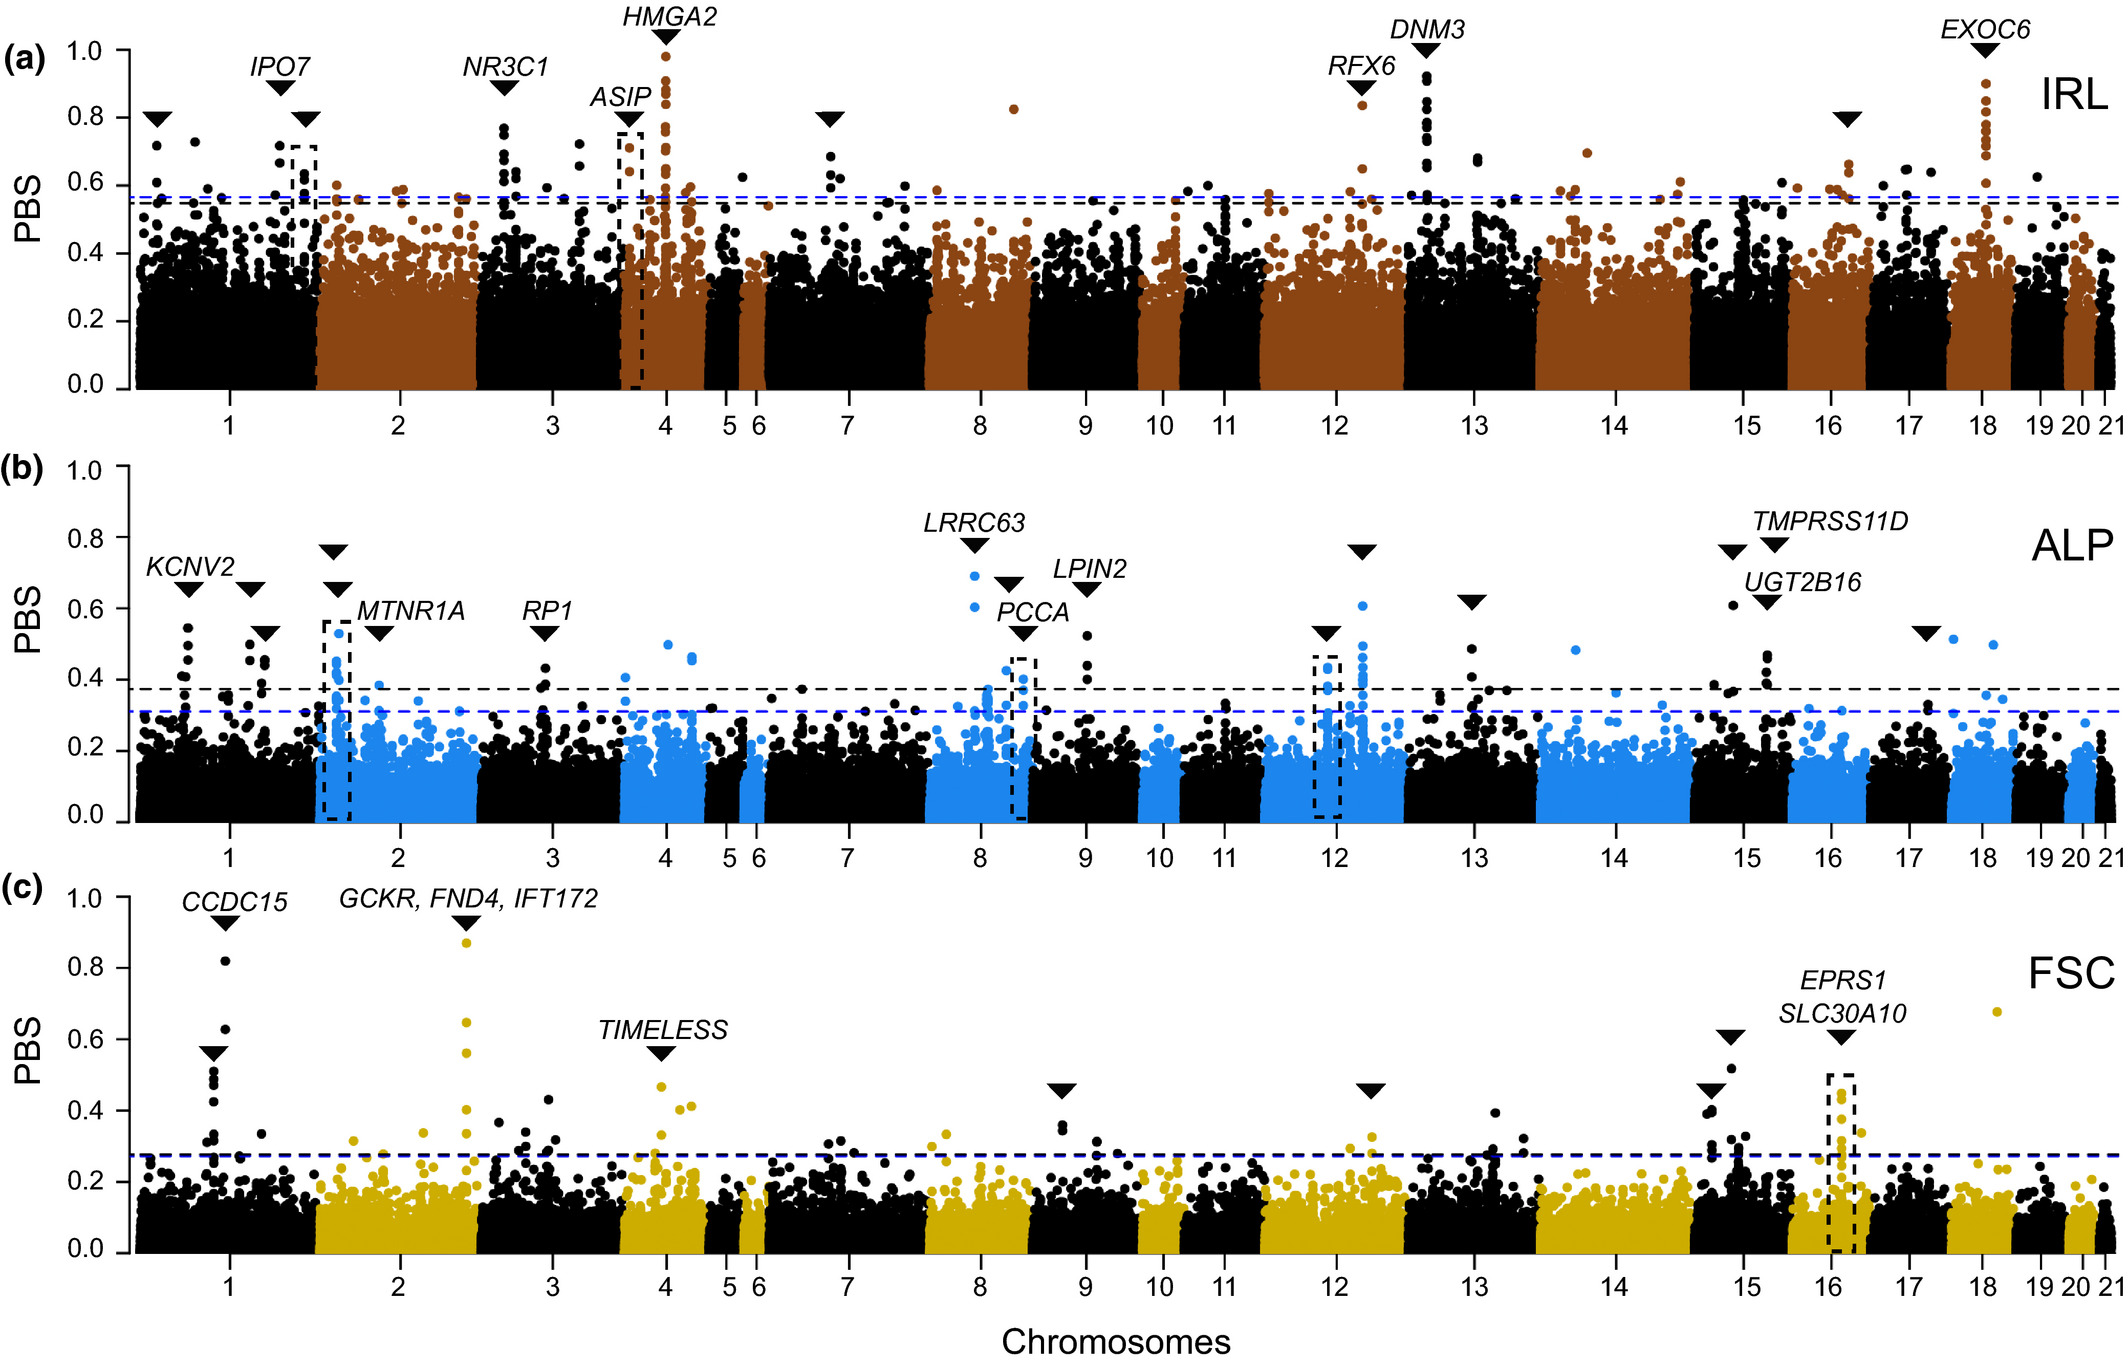 HMGA2
(a)
1.0
IPO7
NR3C1
ASIP
RFX6
DNM3
EXOC6
IRL
0.8
0.6
0.4
0.2
0.0
PBS
1 2 3 4 5 6 7 8 9 10 11 12 13 14 15 16 17 18 19 20 21
(b)
1.0
LRRC63
TMPRSS11D
ALP
0.8
KCNV2
LPIN2
UGT2B16
MTNR1A
RP1
PCCA
0.6
0.4
0.2
0.0
PBS
1 2 3 4 5 6 7 8 9 10 11 12 13 14 15 16 17 18 19 20 21
(c)
1.0
CCDC15
GCKR, FND4, IFT172
0.8
EPRS1
FSC
SLC30A10
TIMELESS
0.6
0.4
0.2
0.0
PBS
1 2 3 4 5 6 7 8 9 10 11 12 13 14 15 16 17 18 19 20 21
Chromosomes